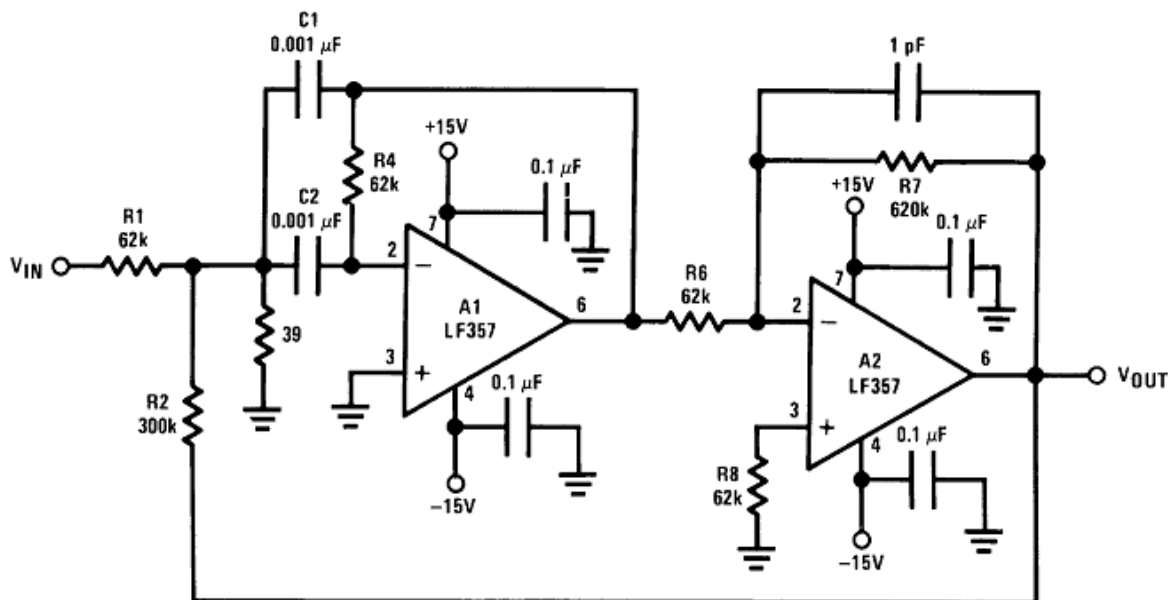 C1
0.001 µF
1 pF
+15V
R4
62k
0.1 µF
R7
620k
+15V
C2
0.001 µF
0.1 µF
R1
62k
7
2
−
V_IN
7
A1
LF357
6
R6
62k
2
−
39
3
+
4
0.1 µF
A2
LF357
6
V_OUT
R2
300k
3
+
4
0.1 µF
R8
62k
−15V
−15V